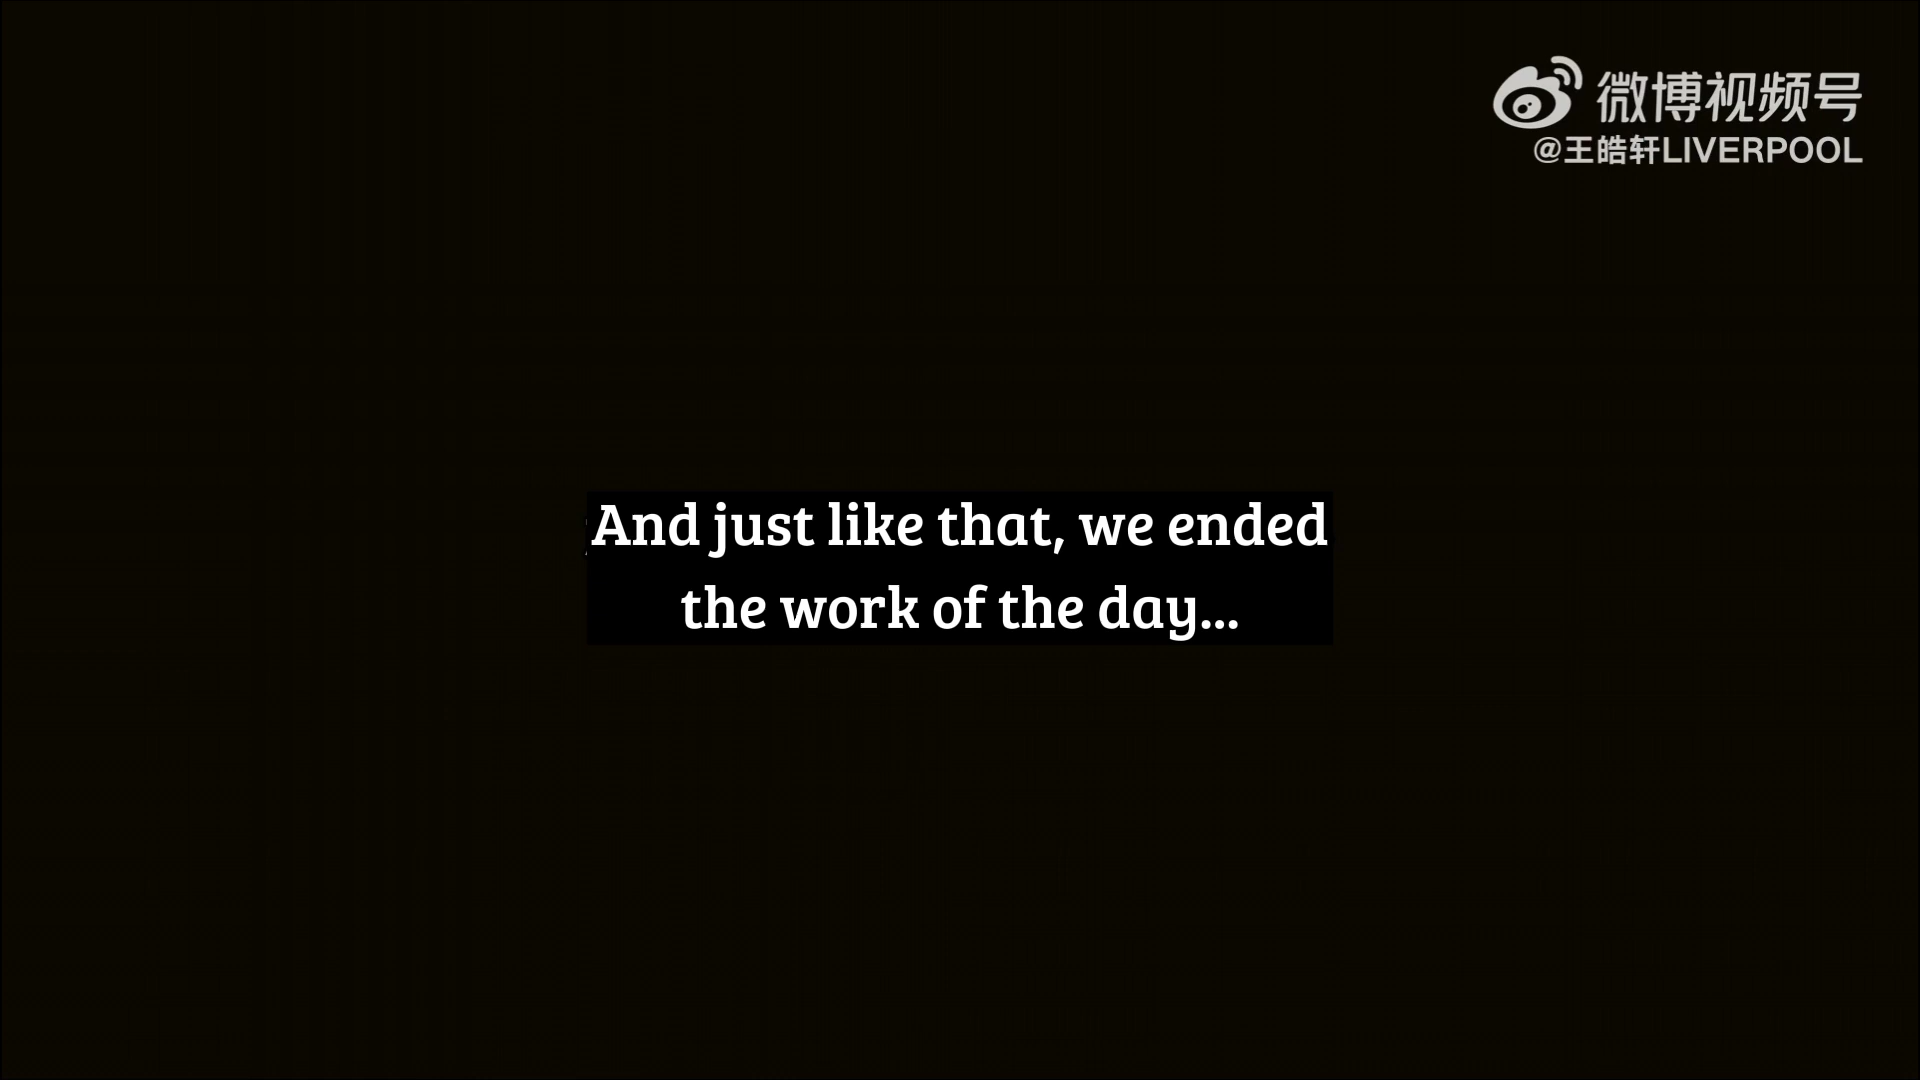 微博视频号
@王皓轩LIVERPOOL
And just like that, we ended
the work of the day...